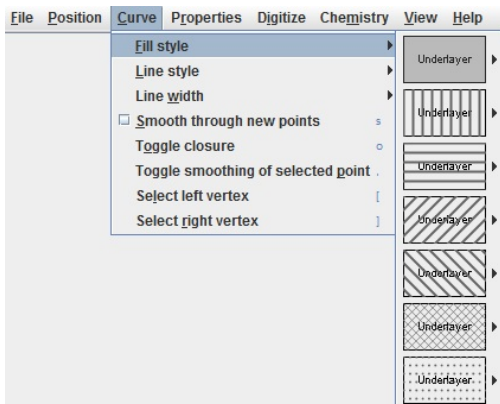 File Position Curve Properties Digitize Chemistry View Help
Fill style
Line style
Line width
Smooth through new points s
Toggle closure o
Toggle smoothing of selected point .
Select left vertex [
Select right vertex ]
Underlayer
Underlayer
Underlayer
Underlayer
Underlayer
Underlayer
Underlayer